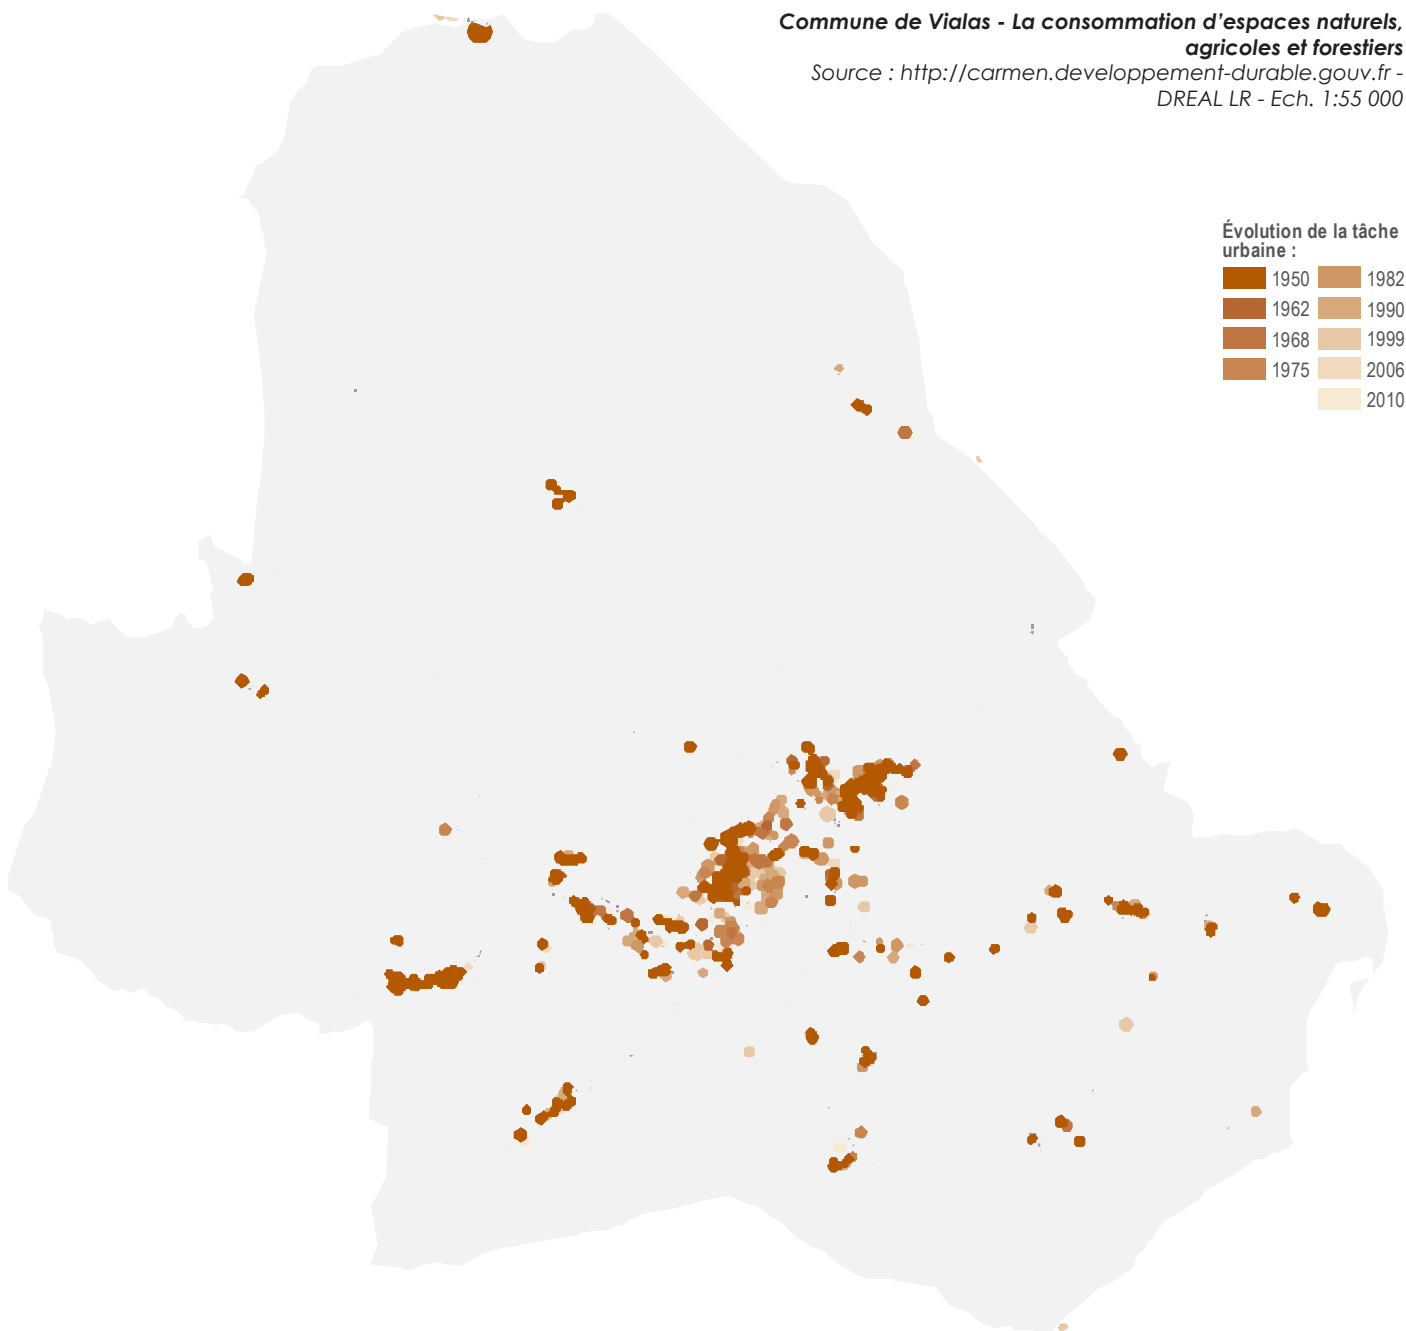 Commune de Vialas - La consommation d’espaces naturels,
agricoles et forestiers
Source : http://carmen.developpement-durable.gouv.fr -
DREAL LR - Ech. 1:55 000
Évolution de la tâche
urbaine :
1950 1982
1962 1990
1968 1999
1975 2006
2010